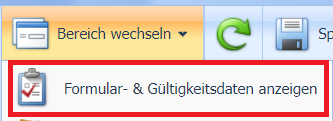 Bereich wechseln
Formular- & Gültigkeitsdaten anzeigen